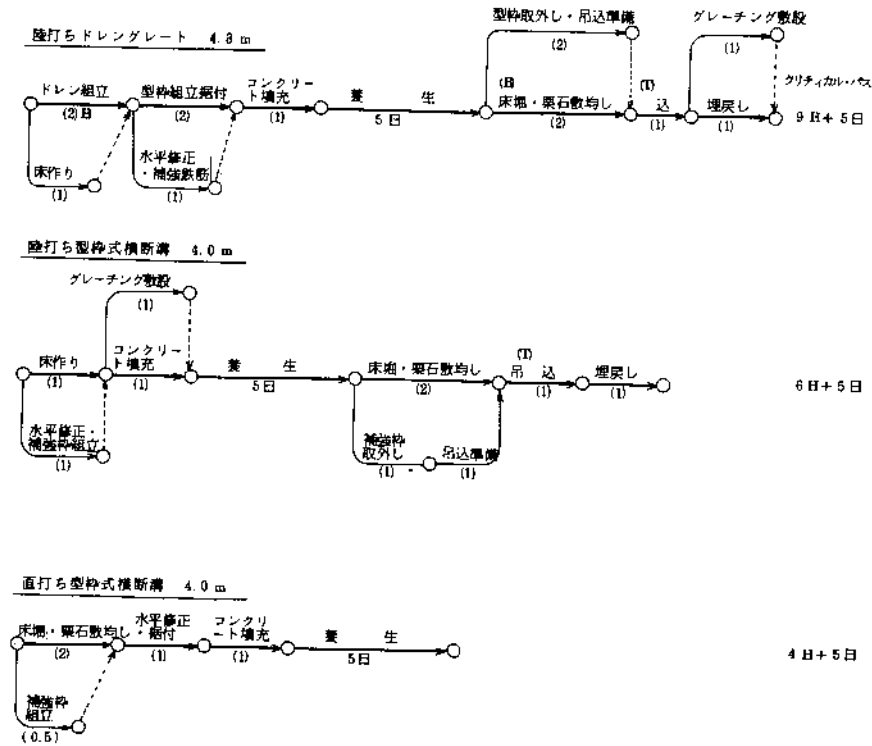 陸打ちドレングレート 4.3 m
型枠取外し・吊込準備
(2)
グレーチング敷設
(1)
クリティカル・パス
ドレン組立
(2)日
型枠組立据付
(2)
コンクリー
ト填充
(1)
養 生
5日
(B)
床堀・栗石敷均し
(2)
(T)
込
(1)
埋戻し
(1)
9日+5日
床作り
(1)
水平修正
・補強鉄筋
(1)
陸打ち型枠式横断溝 4.0 m
グレーチング敷設
(1)
床作り
(1)
コンクリー
ト填充
(1)
養 生
5日
床堀・栗石敷均し
(2)
(T)
吊 込
(1)
埋戻し
(1)
6日+5日
水平修正・
補強枠組立
(1)
補強枠
取外し
(1)
吊込準備
(1)
直打ち型枠式横断溝 4.0 m
床堀・栗石敷均し
(2)
水平修正
・据付
(1)
コンクリ
ート填充
(1)
養 生
5日
4日+5日
補強枠
組立
(0.5)